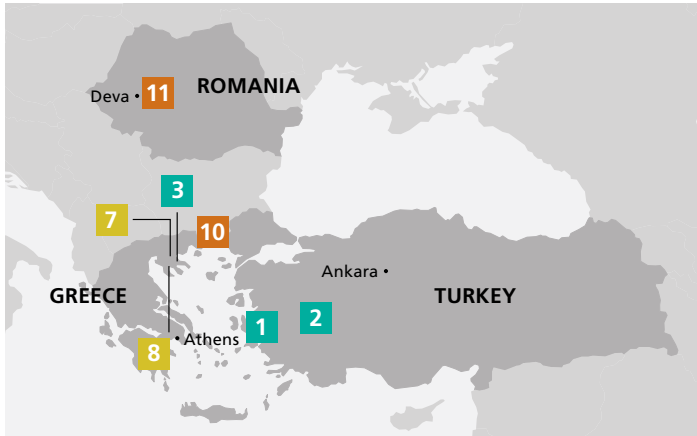 ROMANIA
Deva
11
3
7
10
Ankara
GREECE
TURKEY
1
2
Athens
8